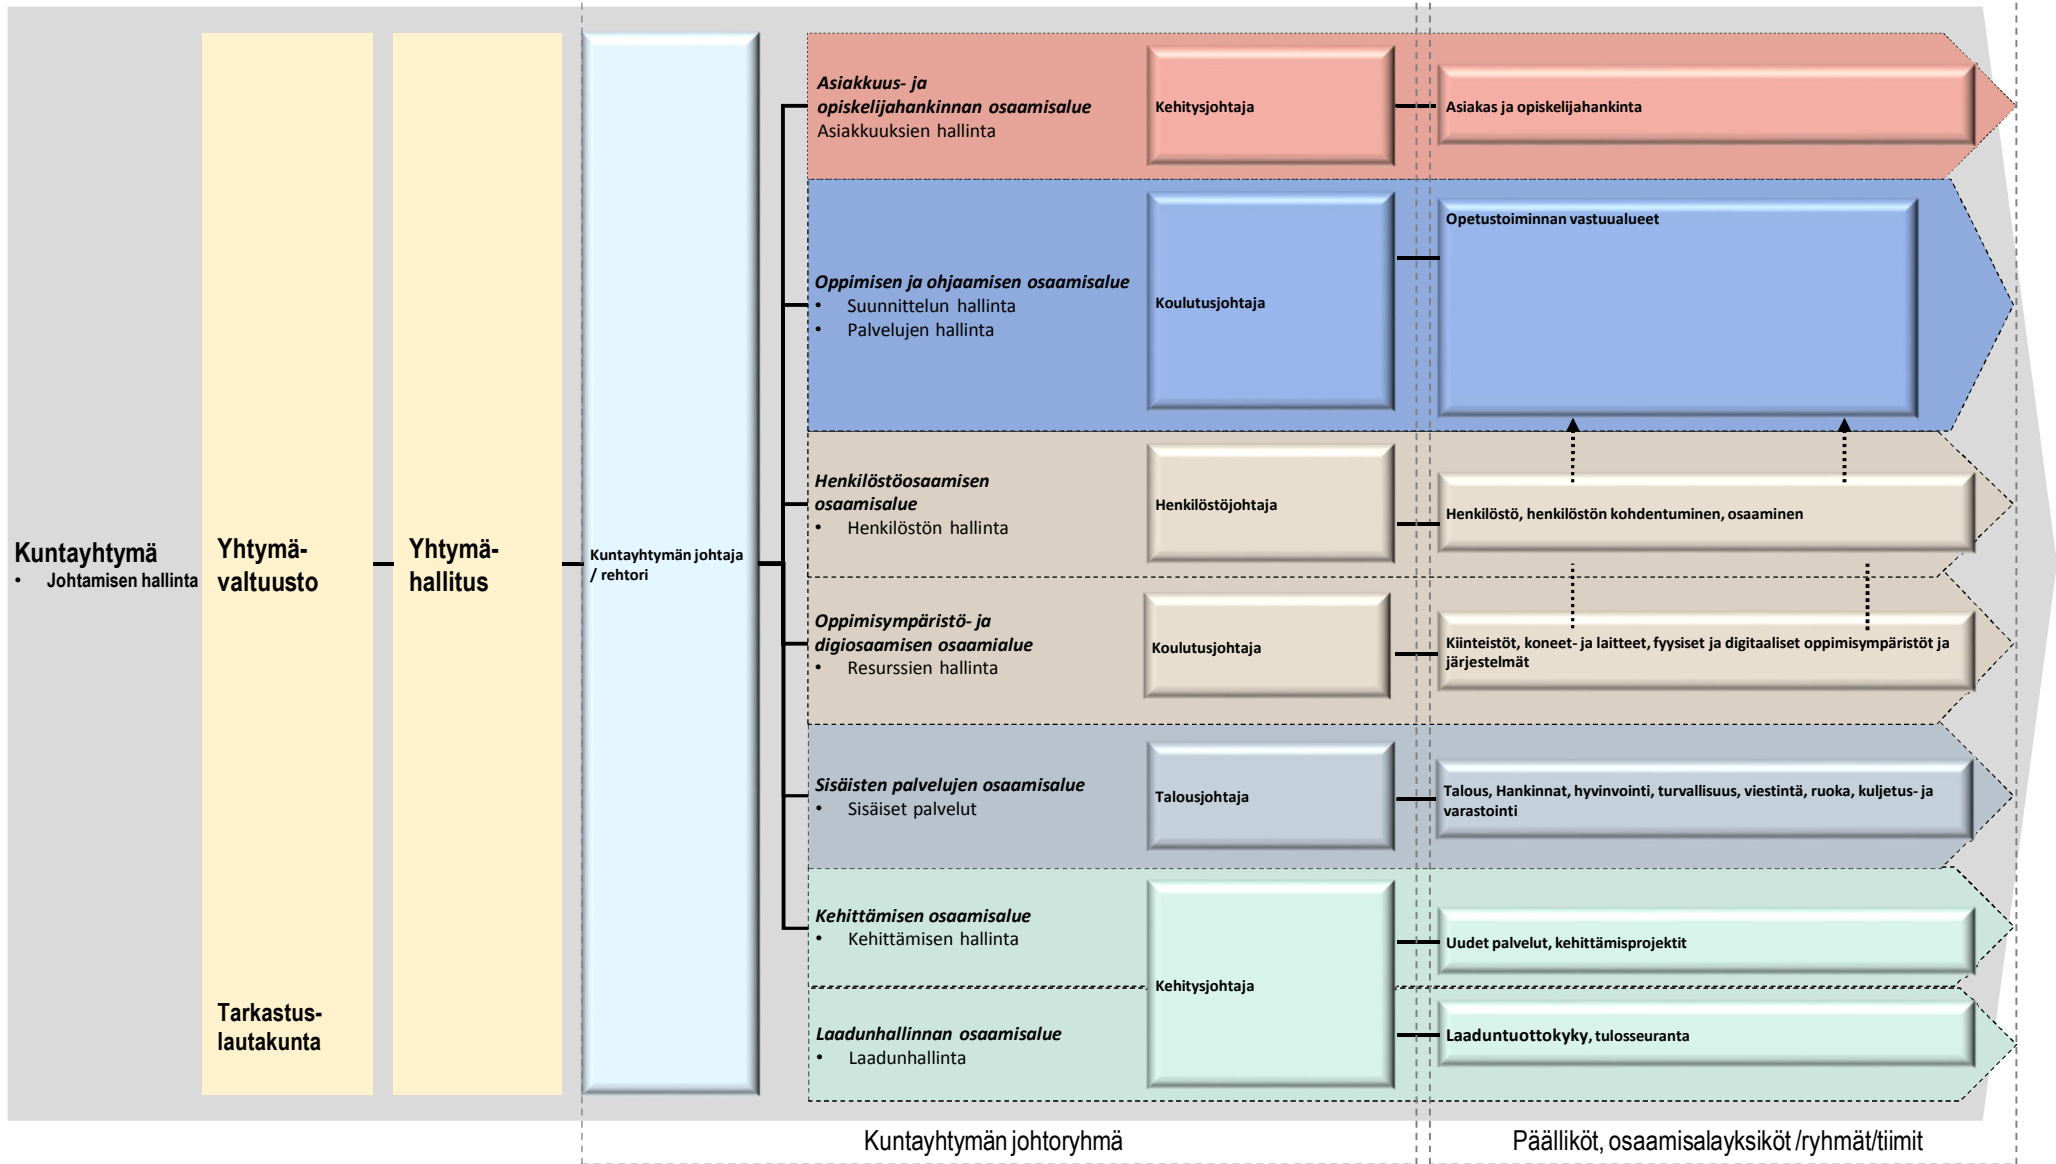 Kuntayhtymä
• Johtamisen hallinta
Yhtymä-
valtuusto
Tarkastus-
lautakunta
Yhtymä-
hallitus
Kuntayhtymän johtaja
/ rehtori
Asiakkuus- ja
opiskelijahankinnan osaamisalue
Asiakkuuksien hallinta
Kehitysjohtaja
Asiakas ja opiskelijahankinta
Oppimisen ja ohjaamisen osaamisalue
• Suunnittelun hallinta
• Palvelujen hallinta
Koulutusjohtaja
Opetustoiminnan vastuualueet
Henkilöstöosaamisen
osaamisalue
• Henkilöstön hallinta
Henkilöstöjohtaja
Henkilöstö, henkilöstön kohdentuminen, osaaminen
Oppimisympäristö- ja
digiosaamisen osaamialue
• Resurssien hallinta
Koulutusjohtaja
Kiinteistöt, koneet- ja laitteet, fyysiset ja digitaaliset oppimisympäristöt ja
järjestelmät
Sisäisten palvelujen osaamisalue
• Sisäiset palvelut
Talousjohtaja
Talous, Hankinnat, hyvinvointi, turvallisuus, viestintä, ruoka, kuljetus- ja
varastointi
Kehittämisen osaamisalue
• Kehittämisen hallinta
Kehitysjohtaja
Uudet palvelut, kehittämisprojektit
Laadunhallinnan osaamisalue
• Laadunhallinta
Laaduntuottokyky, tulosseuranta
Kuntayhtymän johtoryhmä
Päälliköt, osaamisalayksiköt /ryhmät/tiimit